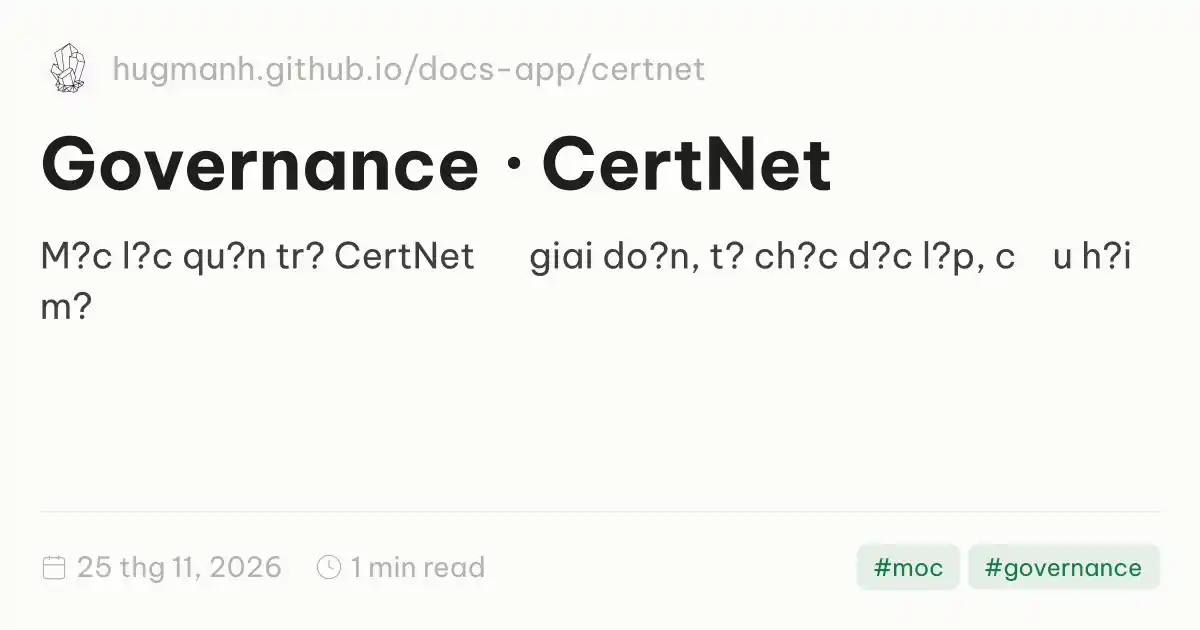 hugmanh.github.io/docs-app/certnet
Governance · CertNet
M?c l?c qu?n tr? CertNet giai do?n, t? ch?c d?c l?p, c u h?i
m?
25 thg 11, 2026 1 min read #moc #governance